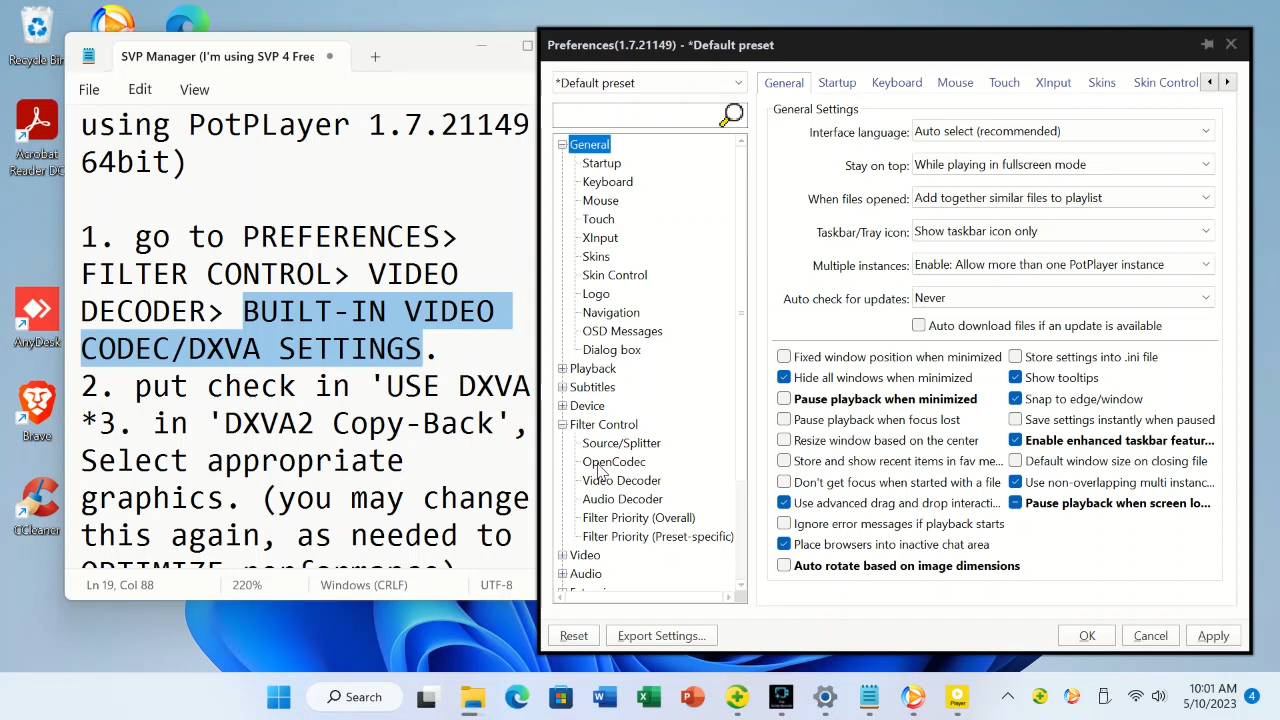 Recycle Bin
Acrobat
Reader DC
AnyDesk
Brave
CCleaner
SVP Manager (I'm using SVP 4 Free
File Edit View
using PotPLayer 1.7.21149
64bit)
1. go to PREFERENCES>
FILTER CONTROL> VIDEO
DECODER> BUILT-IN VIDEO
CODEC/DXVA SETTINGS.
2. put check in 'USE DXVA
*3. in 'DXVA2 Copy-Back',
Select appropriate
graphics. (you may change
this again, as needed to
OPTIMIZE performance)
Ln 19, Col 88 220% Windows (CRLF) UTF-8
Preferences(1.7.21149) - *Default preset
*Default preset
General
Startup
Keyboard
Mouse
Touch
XInput
Skins
Skin Control
Logo
Navigation
OSD Messages
Dialog box
Playback
Subtitles
Device
Filter Control
Source/Splitter
OpenCodec
Video Decoder
Audio Decoder
Filter Priority (Overall)
Filter Priority (Preset-specific)
Video
Audio
General Startup Keyboard Mouse Touch XInput Skins Skin Control
General Settings
Interface language: Auto select (recommended)
Stay on top: While playing in fullscreen mode
When files opened: Add together similar files to playlist
Taskbar/Tray icon: Show taskbar icon only
Multiple instances: Enable: Allow more than one PotPlayer instance
Auto check for updates: Never
Auto download files if an update is available
Fixed window position when minimized Store settings into .ini file
Hide all windows when minimized Show tooltips
Pause playback when minimized Snap to edge/window
Pause playback when focus lost Save settings instantly when paused
Resize window based on the center Enable enhanced taskbar featur...
Store and show recent items in fav me... Default window size on closing file
Don't get focus when started with a file Use non-overlapping multi instanc...
Use advanced drag and drop interacti... Pause playback when screen lo...
Ignore error messages if playback starts
Place browsers into inactive chat area
Auto rotate based on image dimensions
Reset Export Settings... OK Cancel Apply
Search
10:01 AM
5/10/2023
4